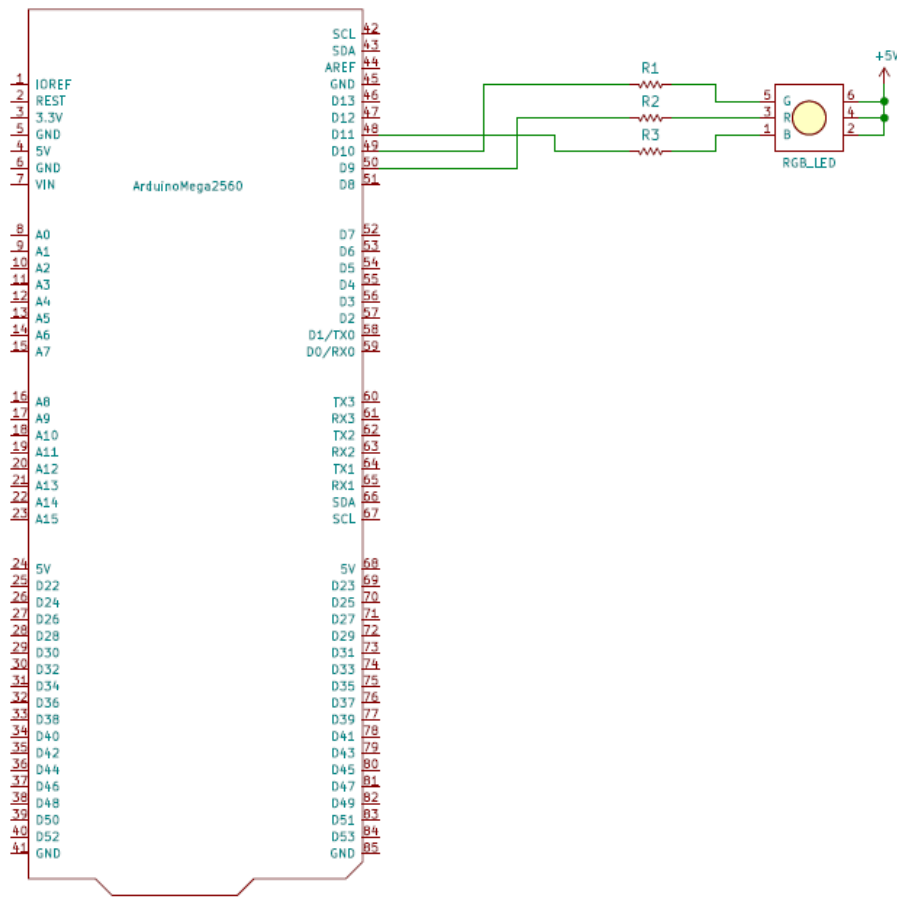 42
SCL
43
SDA
44
AREF
1 IOREF GND 45
2 REST D13 46
3 3.3V D12 47
5 GND D11 48
4 5V D10 49
6 GND D9 50
7 VIN D8 51
ArduinoMega2560
8 A0 D7 52
9 A1 D6 53
10 A2 D5 54
11 A3 D4 55
12 A4 D3 56
13 A5 D2 57
14 A6 D1/TX0 58
15 A7 D0/RX0 59
16 A8 TX3 60
17 A9 RX3 61
18 A10 TX2 62
19 A11 RX2 63
20 A12 TX1 64
21 A13 RX1 65
22 A14 SDA 66
23 A15 SCL 67
24 5V 5V 68
25 D22 D23 69
26 D24 D25 70
27 D26 D27 71
28 D28 D29 72
29 D30 D31 73
30 D32 D33 74
31 D34 D35 75
32 D36 D37 76
33 D38 D39 77
34 D40 D41 78
35 D42 D43 79
36 D44 D45 80
37 D46 D47 81
38 D48 D49 82
39 D50 D51 83
40 D52 D53 84
41 GND GND 85
R1
R2
R3
+5V
5 G 6
3 R 4
1 B 2
RGB_LED